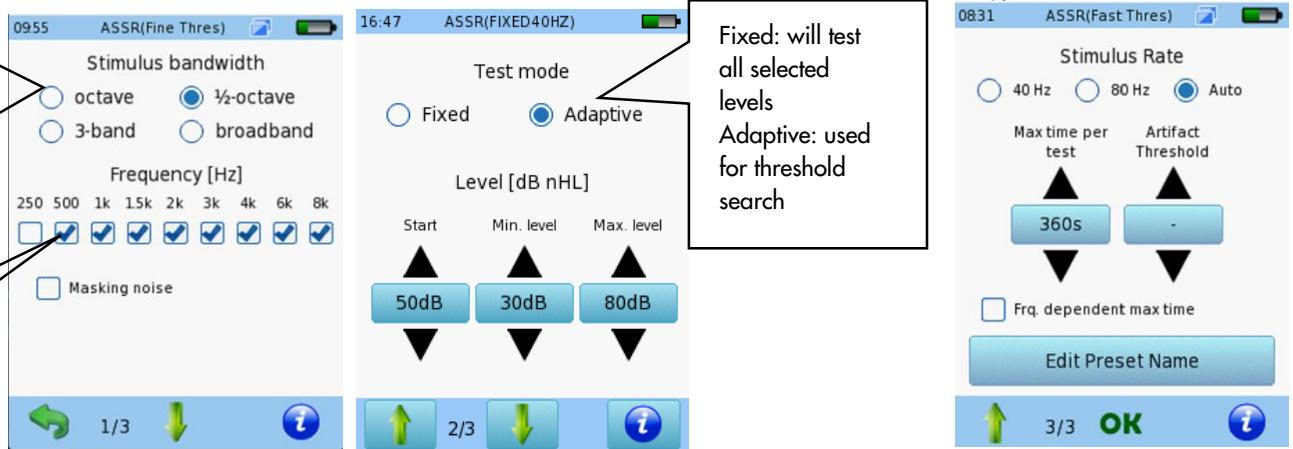 09:55 ASSR(Fine Thres)
Stimulus bandwidth
octave ½-octave
3-band broadband
Frequency [Hz]
250 500 1k 1.5k 2k 3k 4k 6k 8k
Masking noise
1/3
16:47 ASSR(FIXED40HZ)
Test mode
Fixed Adaptive
Level [dB nHL]
Start Min. level Max. level
50dB 30dB 80dB
2/3
Fixed: will test
all selected
levels
Adaptive: used
for threshold
search
08:31 ASSR(Fast Thres)
Stimulus Rate
40 Hz 80 Hz Auto
Max time per Artifact
test Threshold
360s -
Frq. dependent max time
Edit Preset Name
3/3 OK